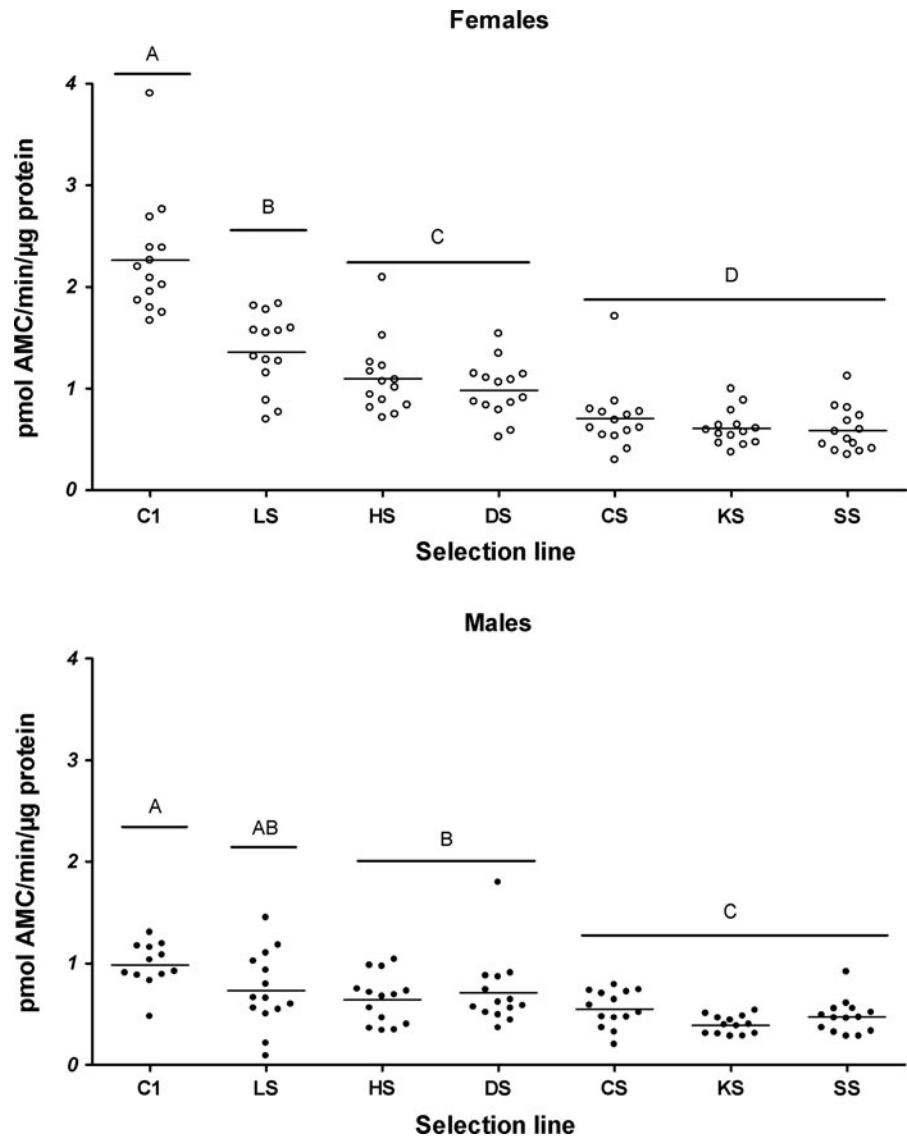 Females
A
B
C
D
pmol AMC/min/µg protein
4
3
2
1
0
C1 LS HS DS CS KS SS
Selection line
Males
A
AB
B
C
pmol AMC/min/µg protein
4
3
2
1
0
C1 LS HS DS CS KS SS
Selection line